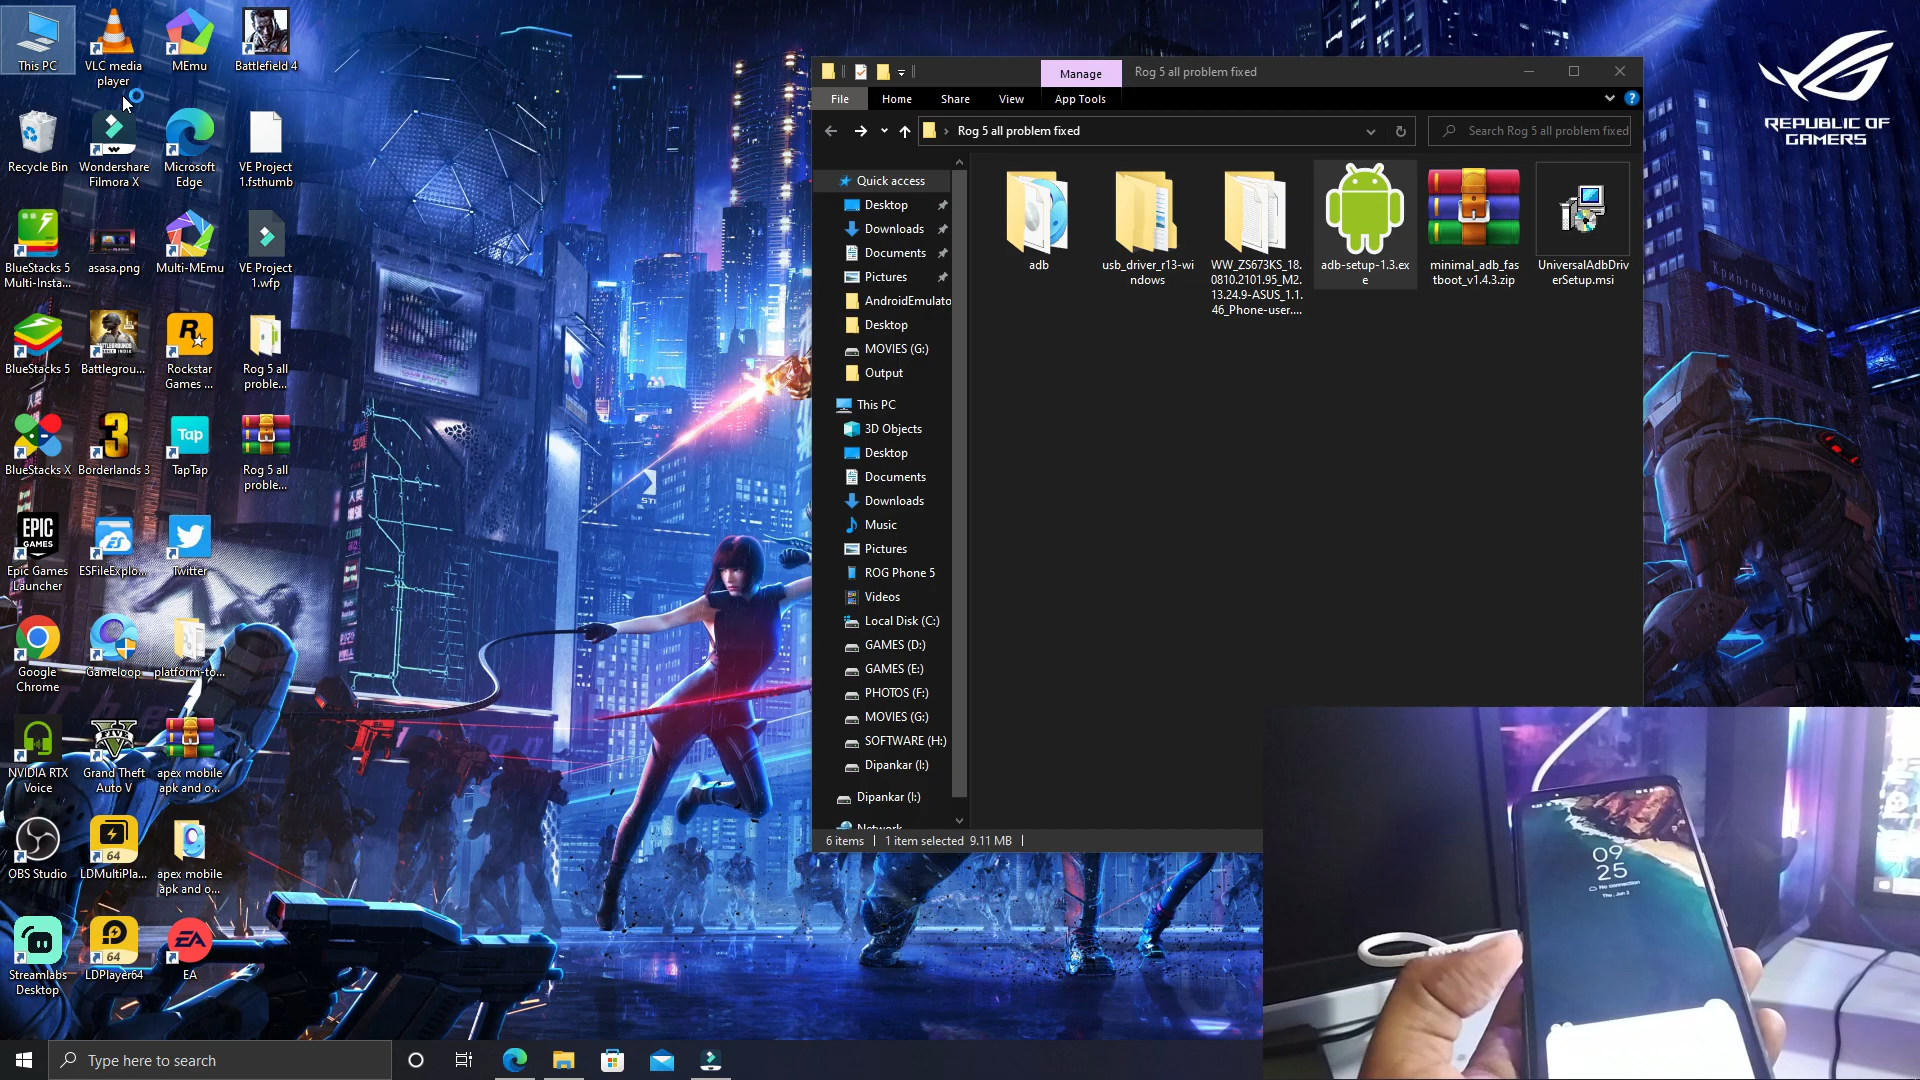 This PC
VLC media
player
MEmu
Battlefield 4
Recycle Bin
Wondershare
Filmora X
Microsoft
Edge
VE Project
1.fsthumb
BlueStacks 5
Multi-Insta...
asasa.png
Multi-MEmu
VE Project
1.wfp
BlueStacks 5
Battlegrou...
Rockstar
Games ...
Rog 5 all
proble...
BlueStacks X
Borderlands 3
TapTap
Rog 5 all
proble...
Epic Games
Launcher
ESFileExplo...
Twitter
Google
Chrome
Gameloop
platform-to...
NVIDIA RTX
Voice
Grand Theft
Auto V
apex mobile
apk and o...
OBS Studio
LDMultiPla...
apex mobile
apk and o...
Streamlabs
Desktop
LDPlayer64
EA
Manage
Rog 5 all problem fixed
File
Home
Share
View
App Tools
Rog 5 all problem fixed
Search Rog 5 all problem fixed
Quick access
Desktop
Downloads
Documents
Pictures
AndroidEmulato
Desktop
MOVIES (G:)
Output
This PC
3D Objects
Desktop
Documents
Downloads
Music
Pictures
ROG Phone 5
Videos
Local Disk (C:)
GAMES (D:)
GAMES (E:)
PHOTOS (F:)
MOVIES (G:)
SOFTWARE (H:)
Dipankar (I:)
Dipankar (I:)
Network
adb
usb_driver_r13-wi
ndows
WW_ZS673KS_18.
0810.2101.95_M2.
13.24.9-ASUS_1.1.
46_Phone-user....
adb-setup-1.3.ex
e
minimal_adb_fas
tboot_v1.4.3.zip
UniversalAdbDriv
erSetup.msi
6 items
1 item selected 9.11 MB
REPUBLIC OF
GAMERS
КРИПТОНОМИКОН
09
25
No connection
Thu, Jun 3
Type here to search